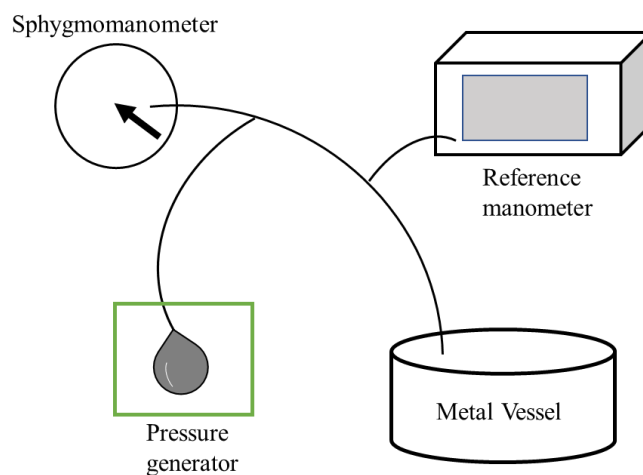 Sphygmomanometer
Reference
manometer
Metal Vessel
Pressure
generator